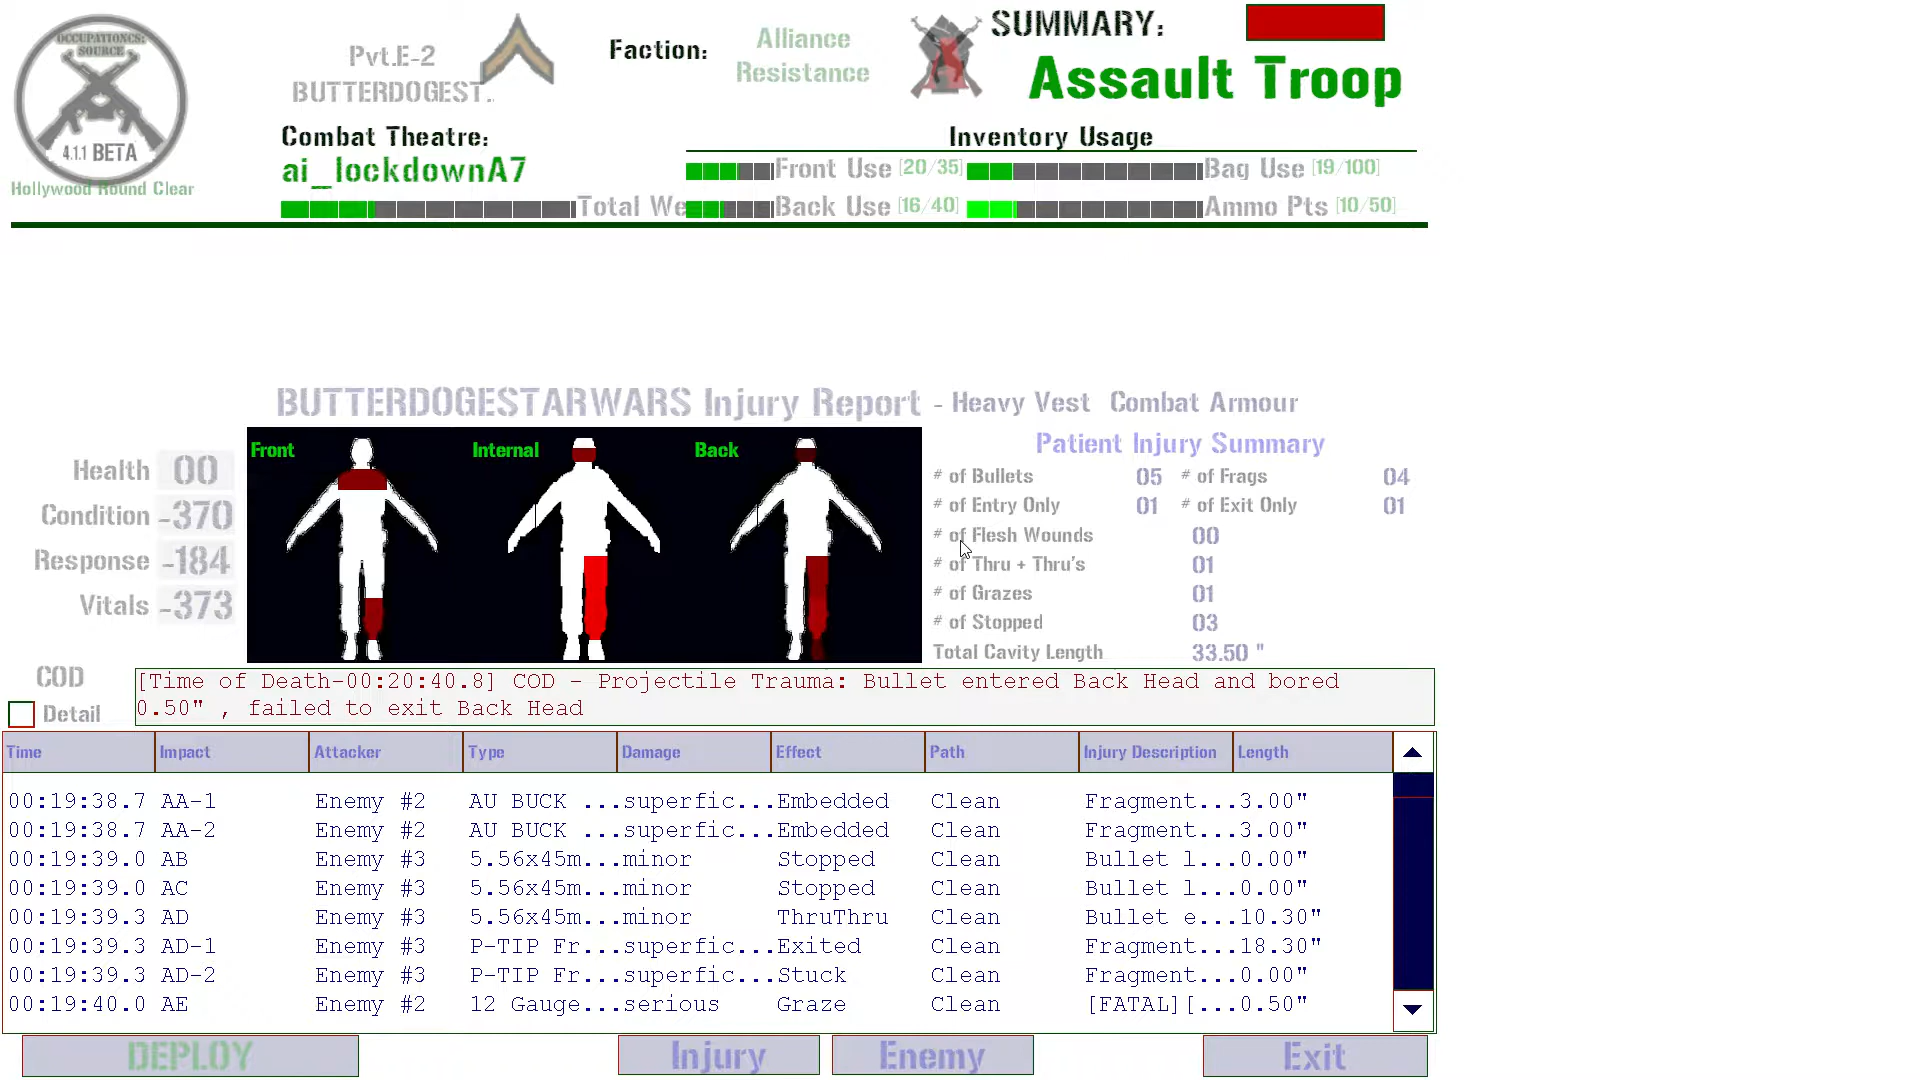 OCCUPATIONCS:
SOURCE
4.1.1 BETA
Hollywood Round Clear
Pvt.E-2
BUTTERDOGEST.
Faction:
Alliance
Resistance
SUMMARY:
Assault Troop
Combat Theatre:
ai_lockdownA7
Inventory Usage
Front Use [20/35]
Bag Use [19/100]
Total We
Back Use [16/40]
Ammo Pts [10/50]
BUTTERDOGESTARWARS Injury Report - Heavy Vest Combat Armour
Front
Internal
Back
Health 00
Condition -370
Response -184
Vitals -373
Patient Injury Summary
# of Bullets 05 # of Frags 04
# of Entry Only 01 # of Exit Only 01
# of Flesh Wounds 00
# of Thru + Thru's 01
# of Grazes 01
# of Stopped 03
Total Cavity Length 33.50 "
COD
Detail
[Time of Death-00:20:40.8] COD - Projectile Trauma: Bullet entered Back Head and bored
0.50" , failed to exit Back Head
Time Impact Attacker Type Damage Effect Path Injury Description Length
00:19:38.7 AA-1 Enemy #2 AU BUCK ...superfic...Embedded Clean Fragment...3.00"
00:19:38.7 AA-2 Enemy #2 AU BUCK ...superfic...Embedded Clean Fragment...3.00"
00:19:39.0 AB Enemy #3 5.56x45m...minor Stopped Clean Bullet l...0.00"
00:19:39.0 AC Enemy #3 5.56x45m...minor Stopped Clean Bullet l...0.00"
00:19:39.3 AD Enemy #3 5.56x45m...minor ThruThru Clean Bullet e...10.30"
00:19:39.3 AD-1 Enemy #3 P-TIP Fr...superfic...Exited Clean Fragment...18.30"
00:19:39.3 AD-2 Enemy #3 P-TIP Fr...superfic...Stuck Clean Fragment...0.00"
00:19:40.0 AE Enemy #2 12 Gauge...serious Graze Clean [FATAL][...0.50"
DEPLOY
Injury
Enemy
Exit